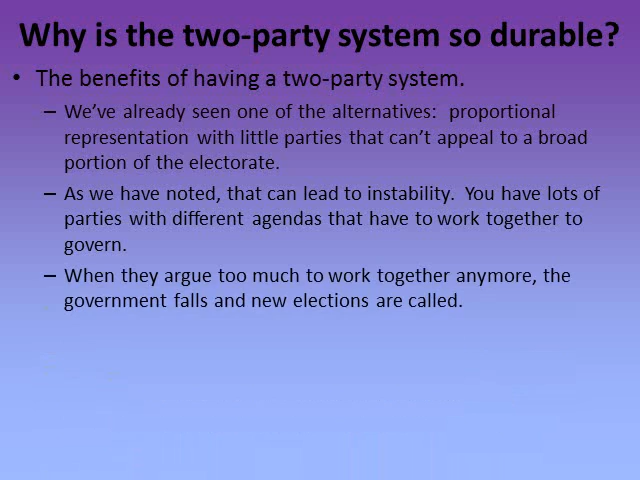 Why is the two-party system so durable?
• The benefits of having a two-party system.
– We’ve already seen one of the alternatives:  proportional
representation with little parties that can’t appeal to a broad
portion of the electorate.
– As we have noted, that can lead to instability.  You have lots of
parties with different agendas that have to work together to
govern.
– When they argue too much to work together anymore, the
government falls and new elections are called.